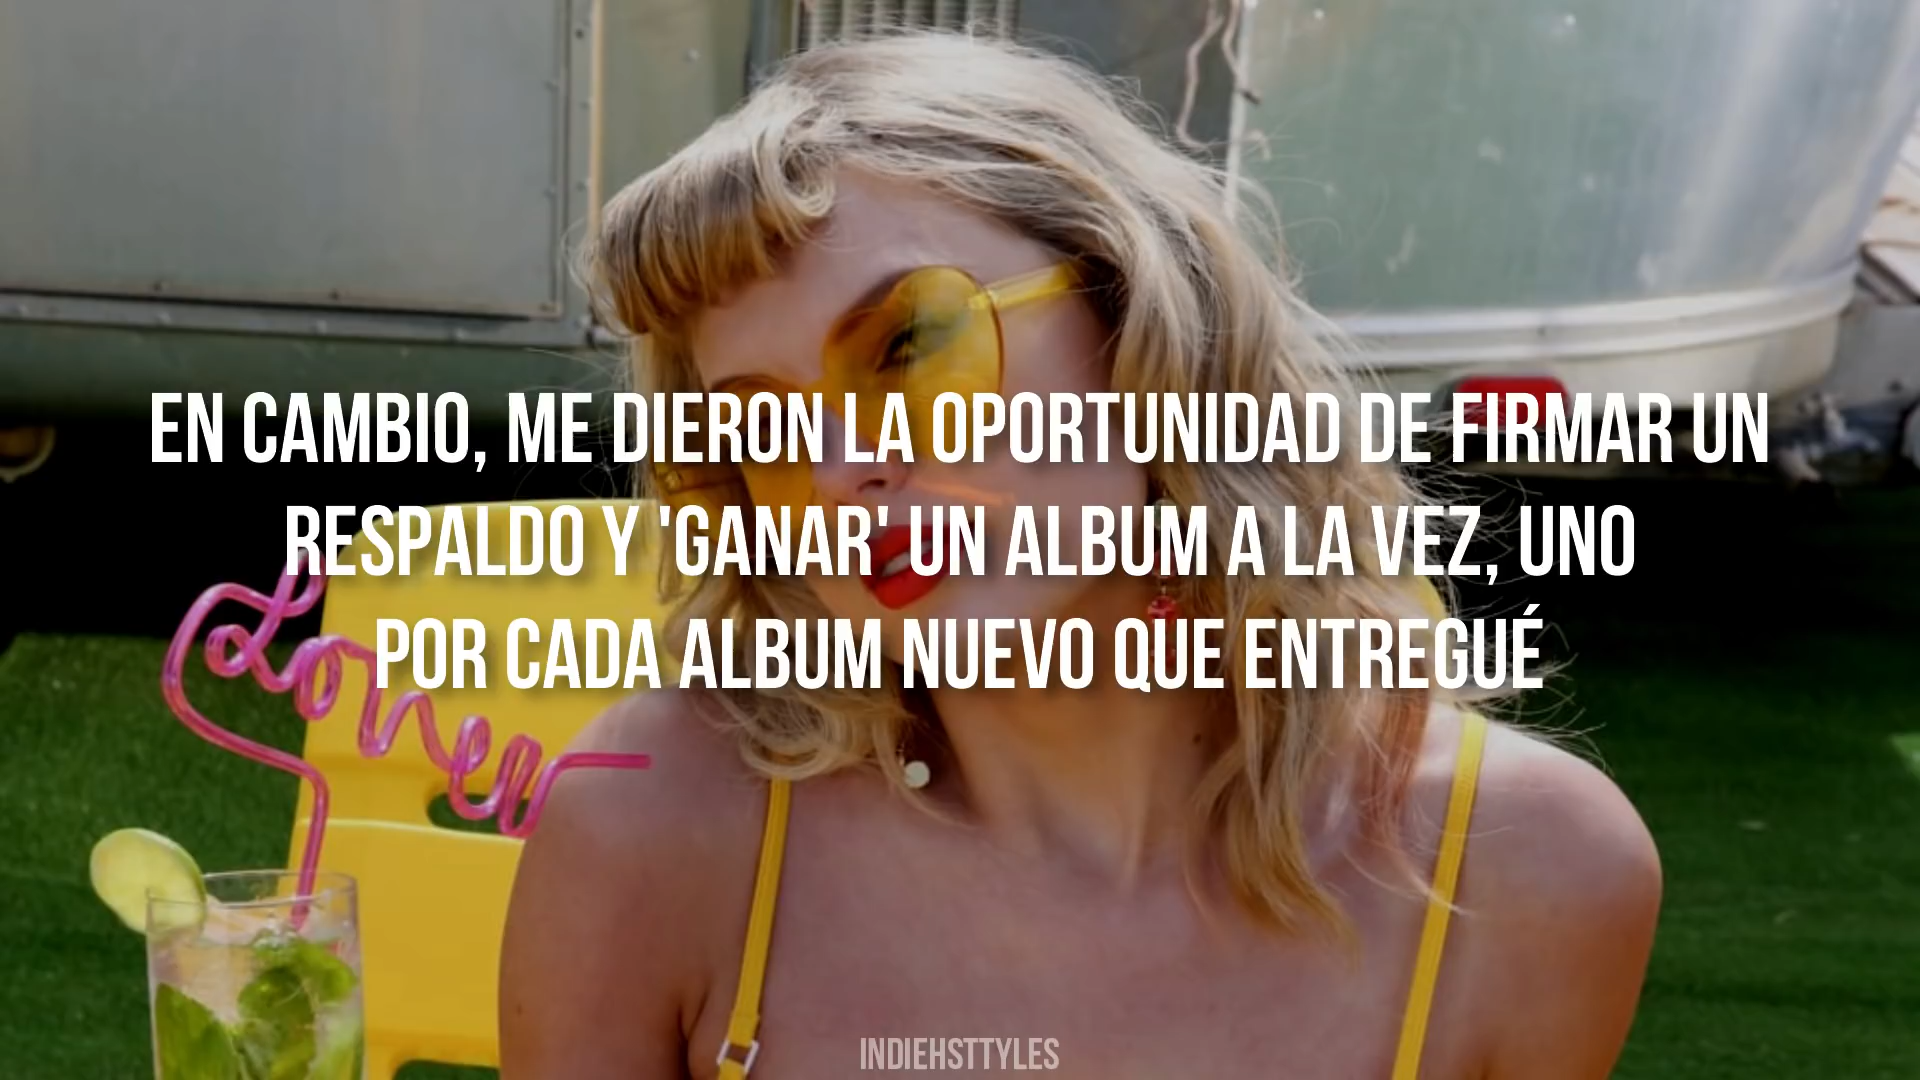 EN CAMBIO, ME DIERON LA OPORTUNIDAD DE FIRMAR UN
RESPALDO Y 'GANAR' UN ALBUM A LA VEZ, UNO
POR CADA ALBUM NUEVO QUE ENTREGUÉ
Loner
INDIEHSTTYLES